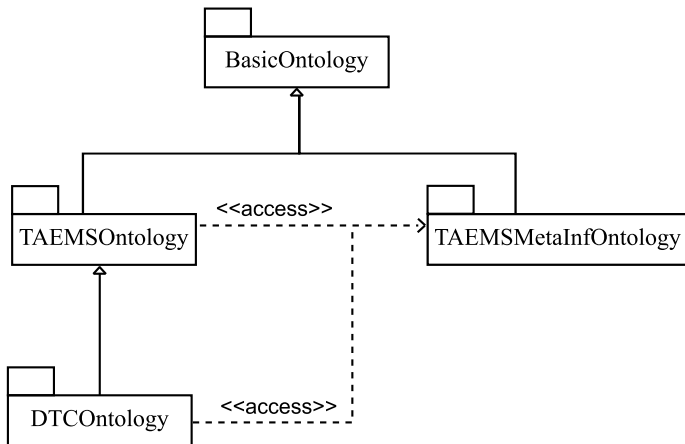 BasicOntology
<<access>>
TAEMSOntology
TAEMSMetaInfOntology
<<access>>
DTCOntology